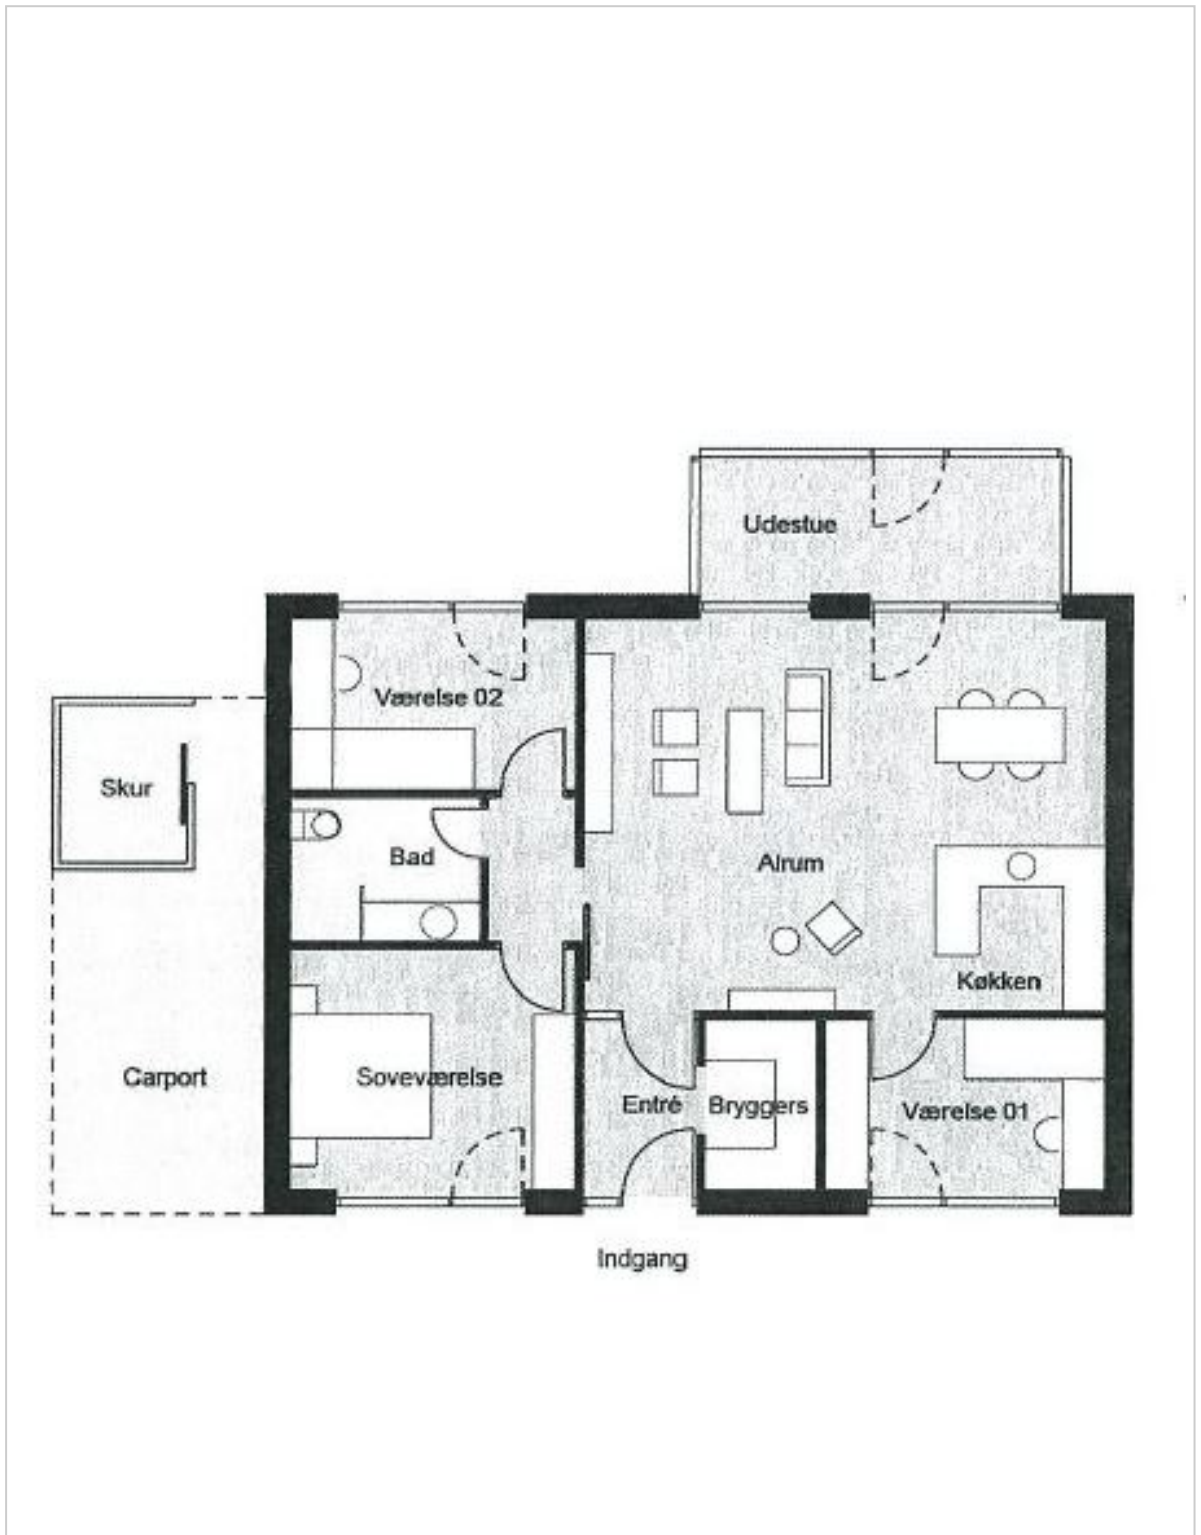 Udestue
Værelse 02
Skur
Bad
Alrum
Køkken
Carport
Soveværelse
Entré
Bryggers
Værelse 01
Indgang